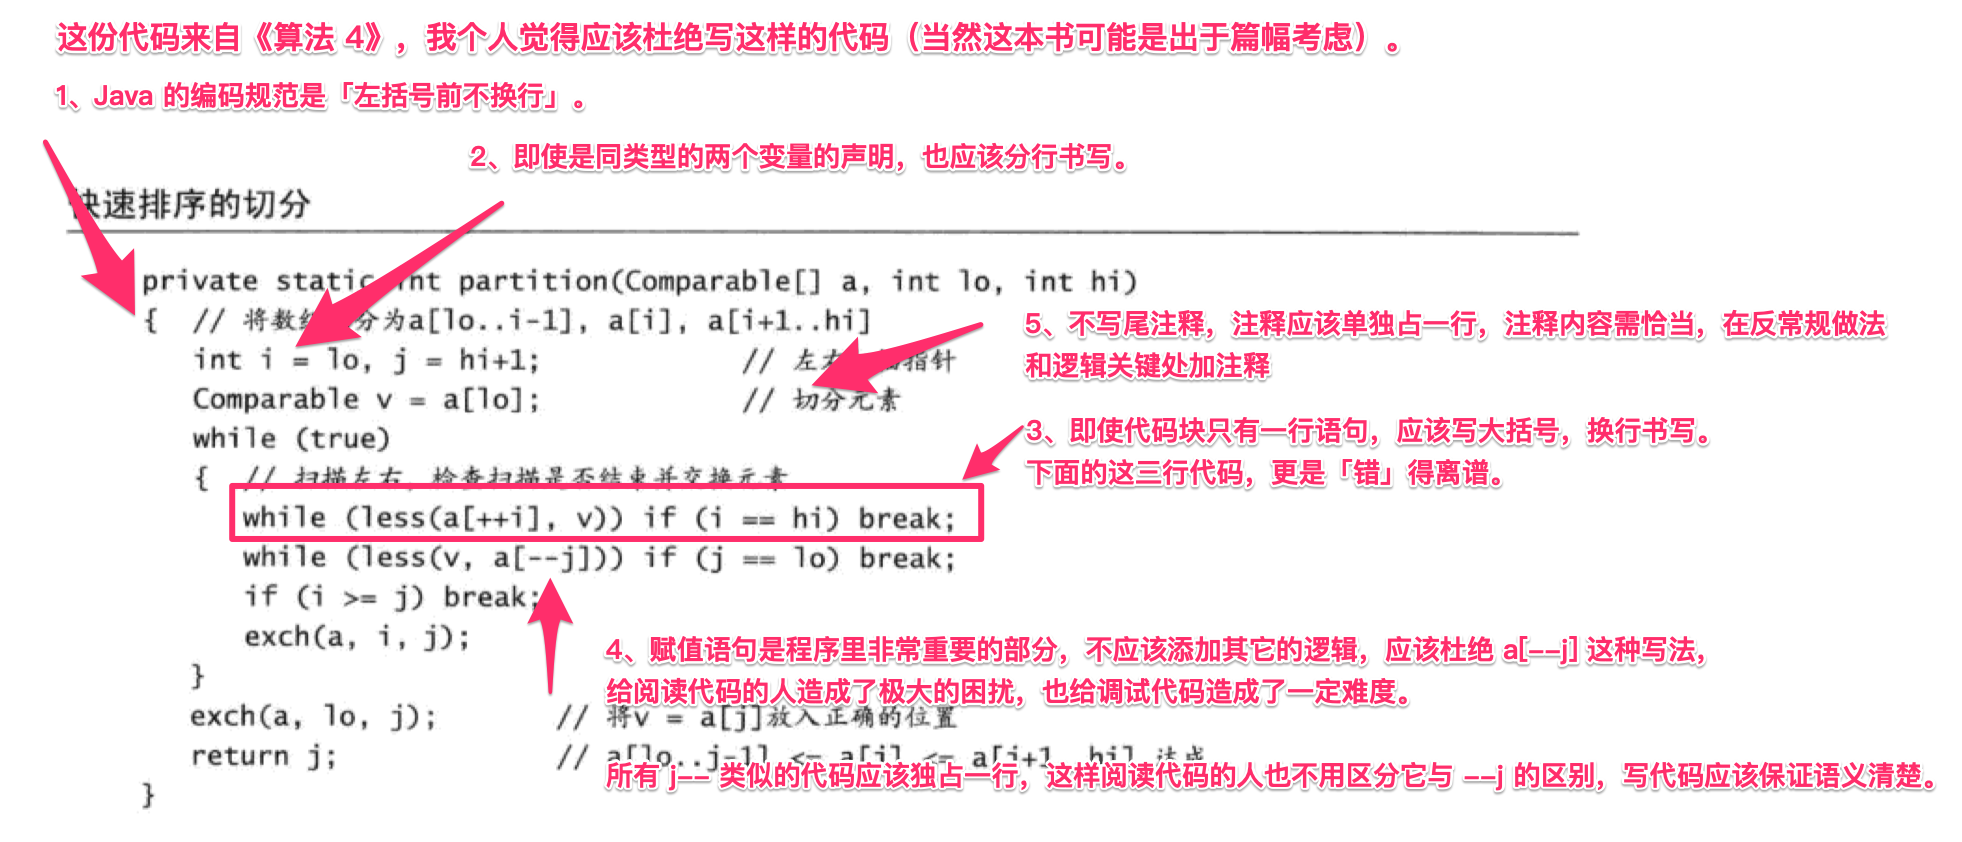 这份代码来自《算法 4》，我个人觉得应该杜绝写这样的代码（当然这本书可能是出于篇幅考虑）。
1、Java 的编码规范是「左括号前不换行」。
2、即使是同类型的两个变量的声明，也应该分行书写。
快速排序的切分
private static int partition(Comparable[] a, int lo, int hi)
{ // 将数组切分为a[lo..i-1], a[i], a[i+1..hi]
5、不写尾注释，注释应该单独占一行，注释内容需恰当，在反常规做法
和逻辑关键处加注释
int i = lo, j = hi+1; // 左右扫描指针
Comparable v = a[lo]; // 切分元素
while (true)
3、即使代码块只有一行语句，应该写大括号，换行书写。
下面的这三行代码，更是「错」得离谱。
{ // 扫描左右，检查扫描是否结束并交换元素
while (less(a[++i], v)) if (i == hi) break;
while (less(v, a[--j])) if (j == lo) break;
if (i >= j) break;
exch(a, i, j);
4、赋值语句是程序里非常重要的部分，不应该添加其它的逻辑，应该杜绝 a[--j] 这种写法，
给阅读代码的人造成了极大的困扰，也给调试代码造成了一定难度。
}
exch(a, lo, j); // 将v = a[j]放入正确的位置
return j; // a[lo..j-1] <= a[j] <= a[j+1..hi] 达成
所有 j-- 类似的代码应该独占一行，这样阅读代码的人也不用区分它与 --j 的区别，写代码应该保证语义清楚。
}